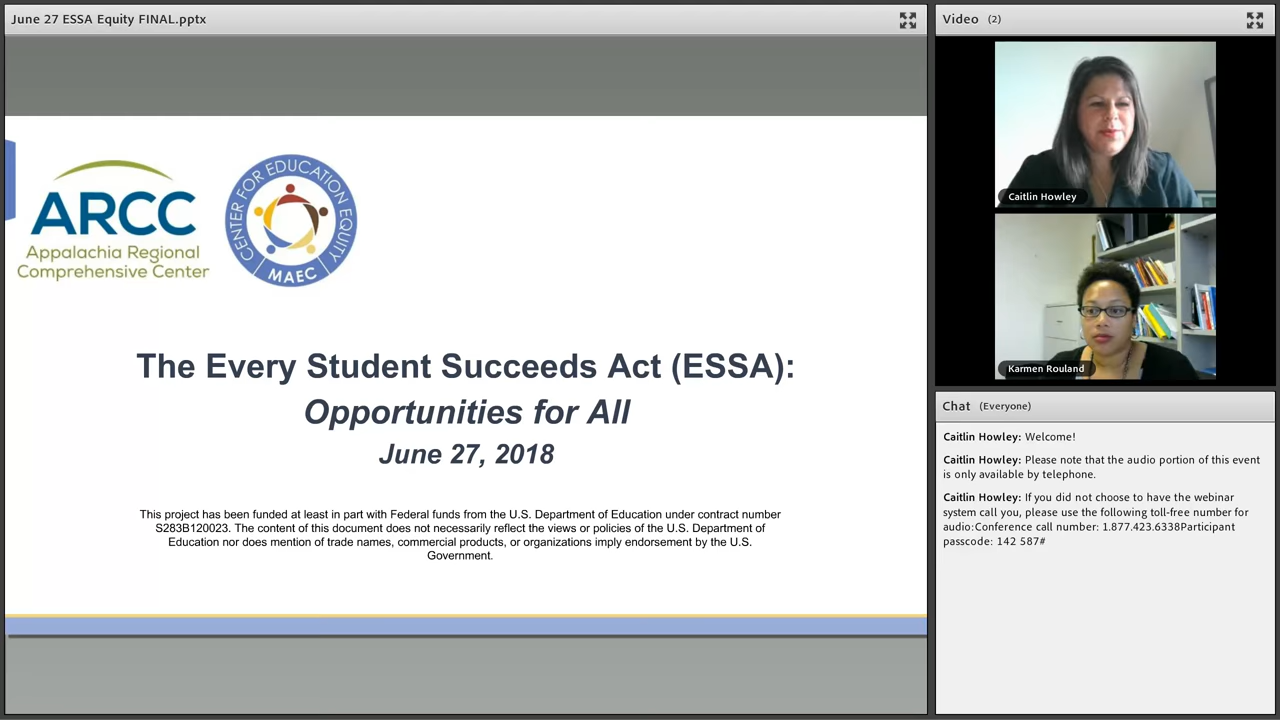 June 27 ESSA Equity FINAL.pptx
ARCC
Appalachia Regional
Comprehensive Center
CENTER FOR EDUCATION EQUITY
MAEC
The Every Student Succeeds Act (ESSA):
Opportunities for All
June 27, 2018
This project has been funded at least in part with Federal funds from the U.S. Department of Education under contract number
S283B120023. The content of this document does not necessarily reflect the views or policies of the U.S. Department of
Education nor does mention of trade names, commercial products, or organizations imply endorsement by the U.S.
Government.
Video (2)
Caitlin Howley
Karmen Rouland
Chat (Everyone)
Caitlin Howley: Welcome!
Caitlin Howley: Please note that the audio portion of this event
is only available by telephone.
Caitlin Howley: If you did not choose to have the webinar
system call you, please use the following toll-free number for
audio:Conference call number: 1.877.423.6338Participant
passcode: 142 587#